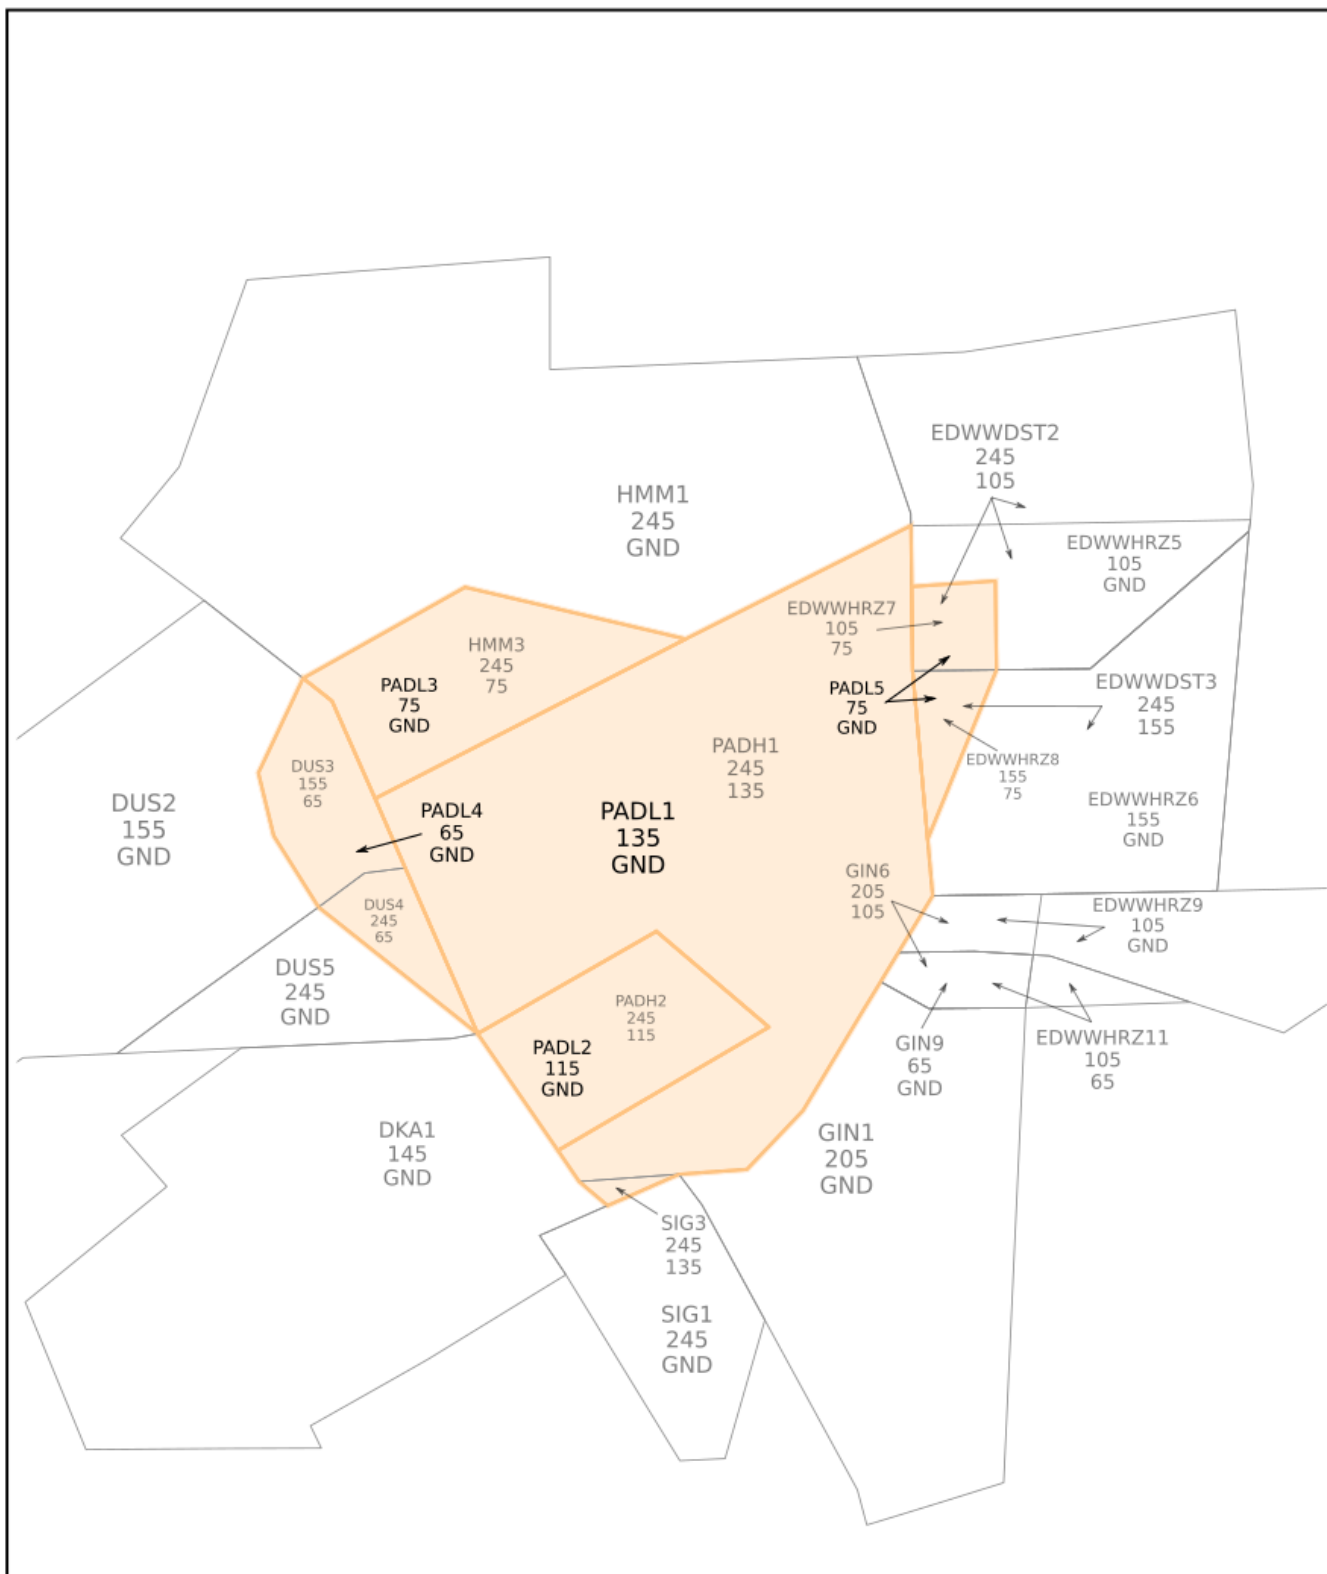 EDWWDST2
245
105
HMM1
245
GND
EDWWHRZ5
105
GND
EDWWHRZ7
105
75
HMM3
245
75
PADL3
75
GND
PADL5
75
GND
EDWWDST3
245
155
PADH1
245
135
EDWWHRZ8
155
75
DUS3
155
65
DUS2
155
GND
PADL4
65
GND
PADL1
135
GND
EDWWHRZ6
155
GND
GIN6
205
105
DUS4
245
65
EDWWHRZ9
105
GND
DUS5
245
GND
PADH2
245
115
PADL2
115
GND
GIN9
65
GND
EDWWHRZ11
105
65
DKA1
145
GND
GIN1
205
GND
SIG3
245
135
SIG1
245
GND